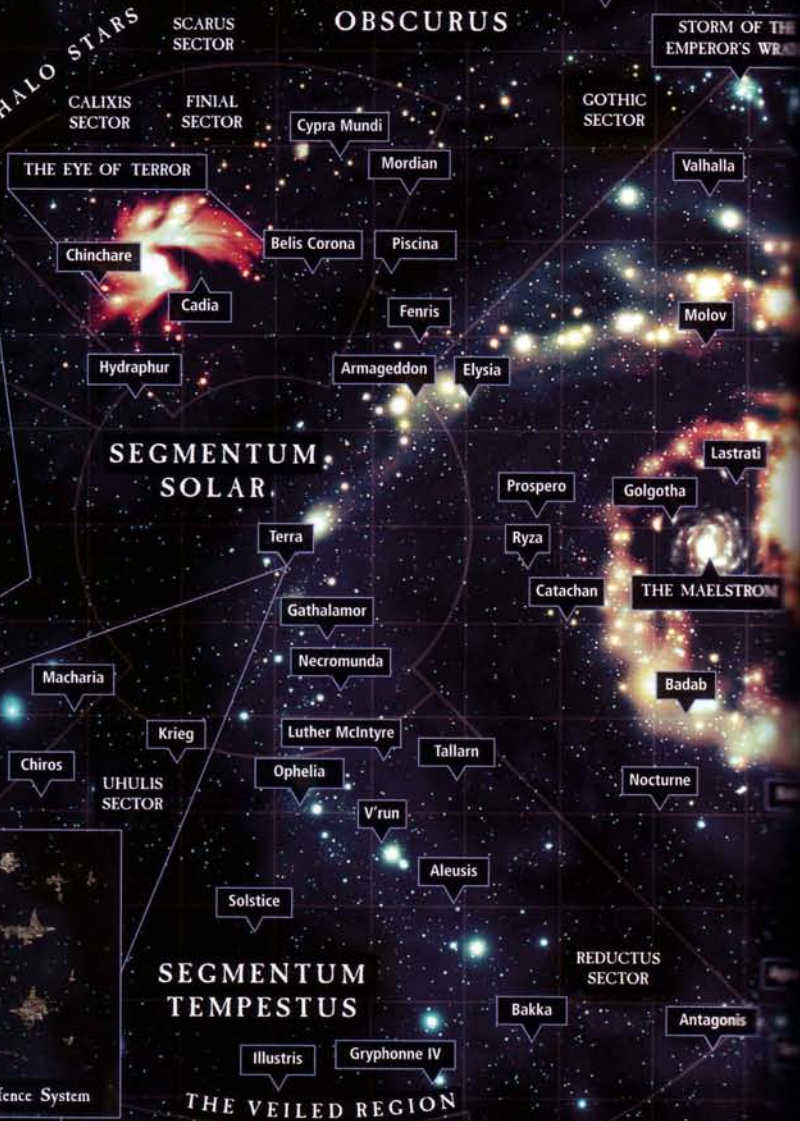 OBSCURUS
HALO STARS
SCARUS
SECTOR
STORM OF THE
EMPEROR'S
CALIXIS
SECTOR
FINIAL
SECTOR
GOTHIC
SECTOR
Cypra Mundi
Mordian
THE EYE OF TERROR
Valhalla
Chinchare
Belis Corona
Piscina
Cadia
Fenris
Molov
Hydraphur
Armageddon
Elysia
SEGMENTUM
SOLAR
Lastrati
Prospero
Golgotha
Terra
Ryza
Catachan
THE MAELSTROM
Gathalamor
Necromunda
Macharia
Badab
Krieg
Luther McIntyre
Tallarn
Chiros
Ophelia
Nocturne
UHULIS
SECTOR
V'run
Aleusis
Solstice
SEGMENTUM
TEMPESTUS
REDUCTUS
SECTOR
Bakka
Antagonis
Illustris
Gryphonne IV
System
THE VEILED REGION